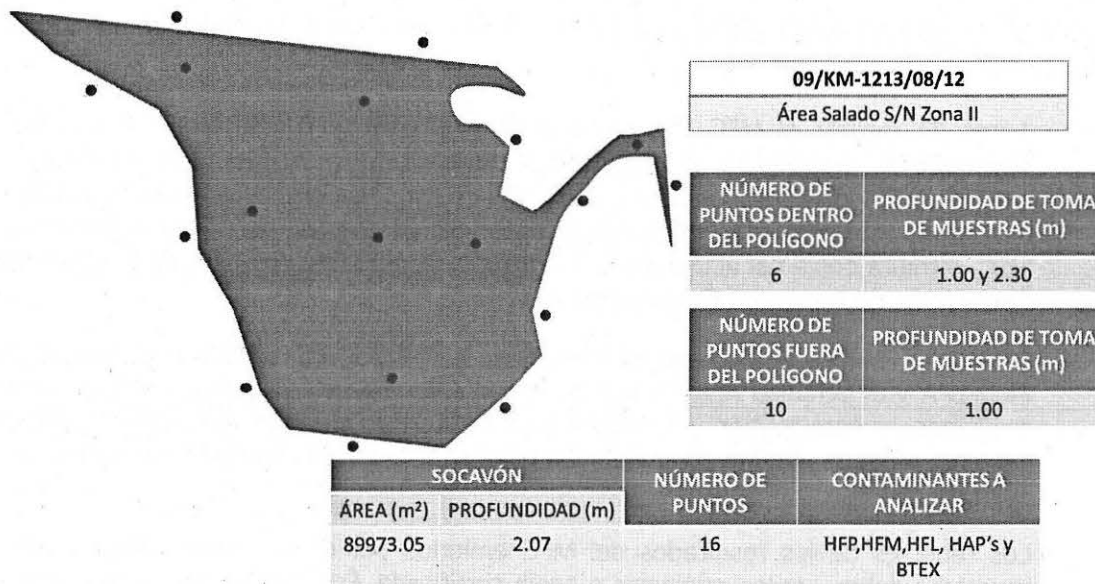 09/KM-1213/08/12
Área Salado S/N Zona II
NÚMERO DE PUNTOS DENTRO DEL POLÍGONO
PROFUNDIDAD DE TOMA DE MUESTRAS (m)
6
1.00 y 2.30
NÚMERO DE PUNTOS FUERA DEL POLÍGONO
PROFUNDIDAD DE TOMA DE MUESTRAS (m)
10
1.00
SOCAVÓN
NÚMERO DE PUNTOS
CONTAMINANTES A ANALIZAR
ÁREA (m²)
PROFUNDIDAD (m)
89973.05
2.07
16
HFP,HFM,HFL, HAP's y BTEX